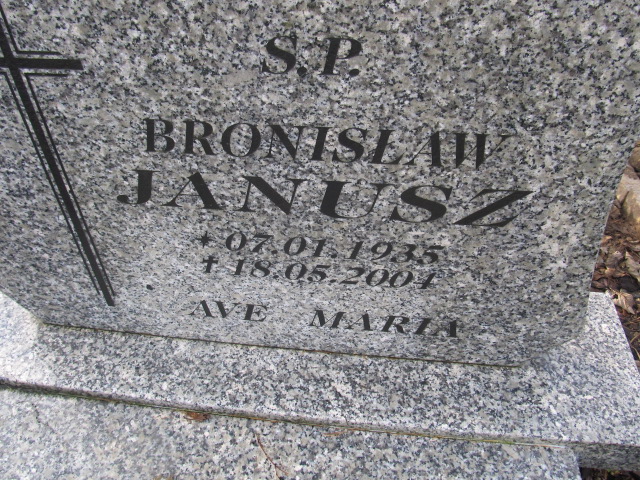 S.P.
BRONISŁAW
JANUSZ
* 07.01.1935
† 18.05.2004
AVE MARIA